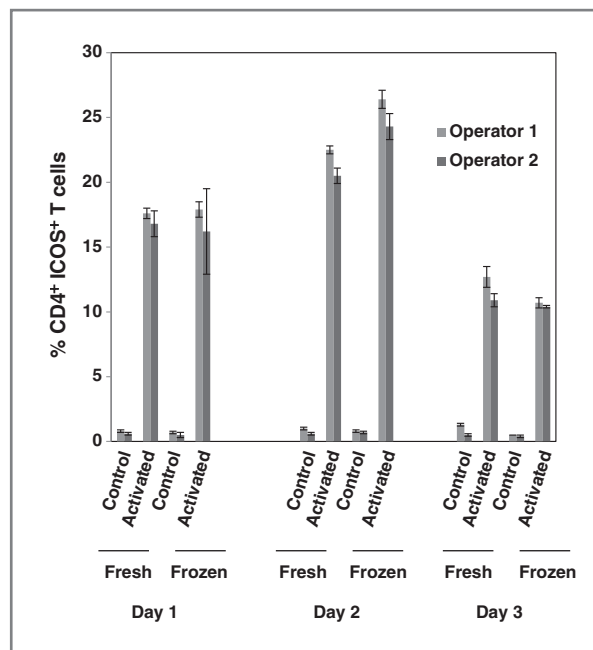 30
25
20
15
10
5
0
% CD4+ ICOS+ T cells
Operator 1
Operator 2
Control
Activated
Control
Activated
Control
Activated
Control
Activated
Control
Activated
Control
Activated
Fresh Frozen Fresh Frozen Fresh Frozen
Day 1 Day 2 Day 3